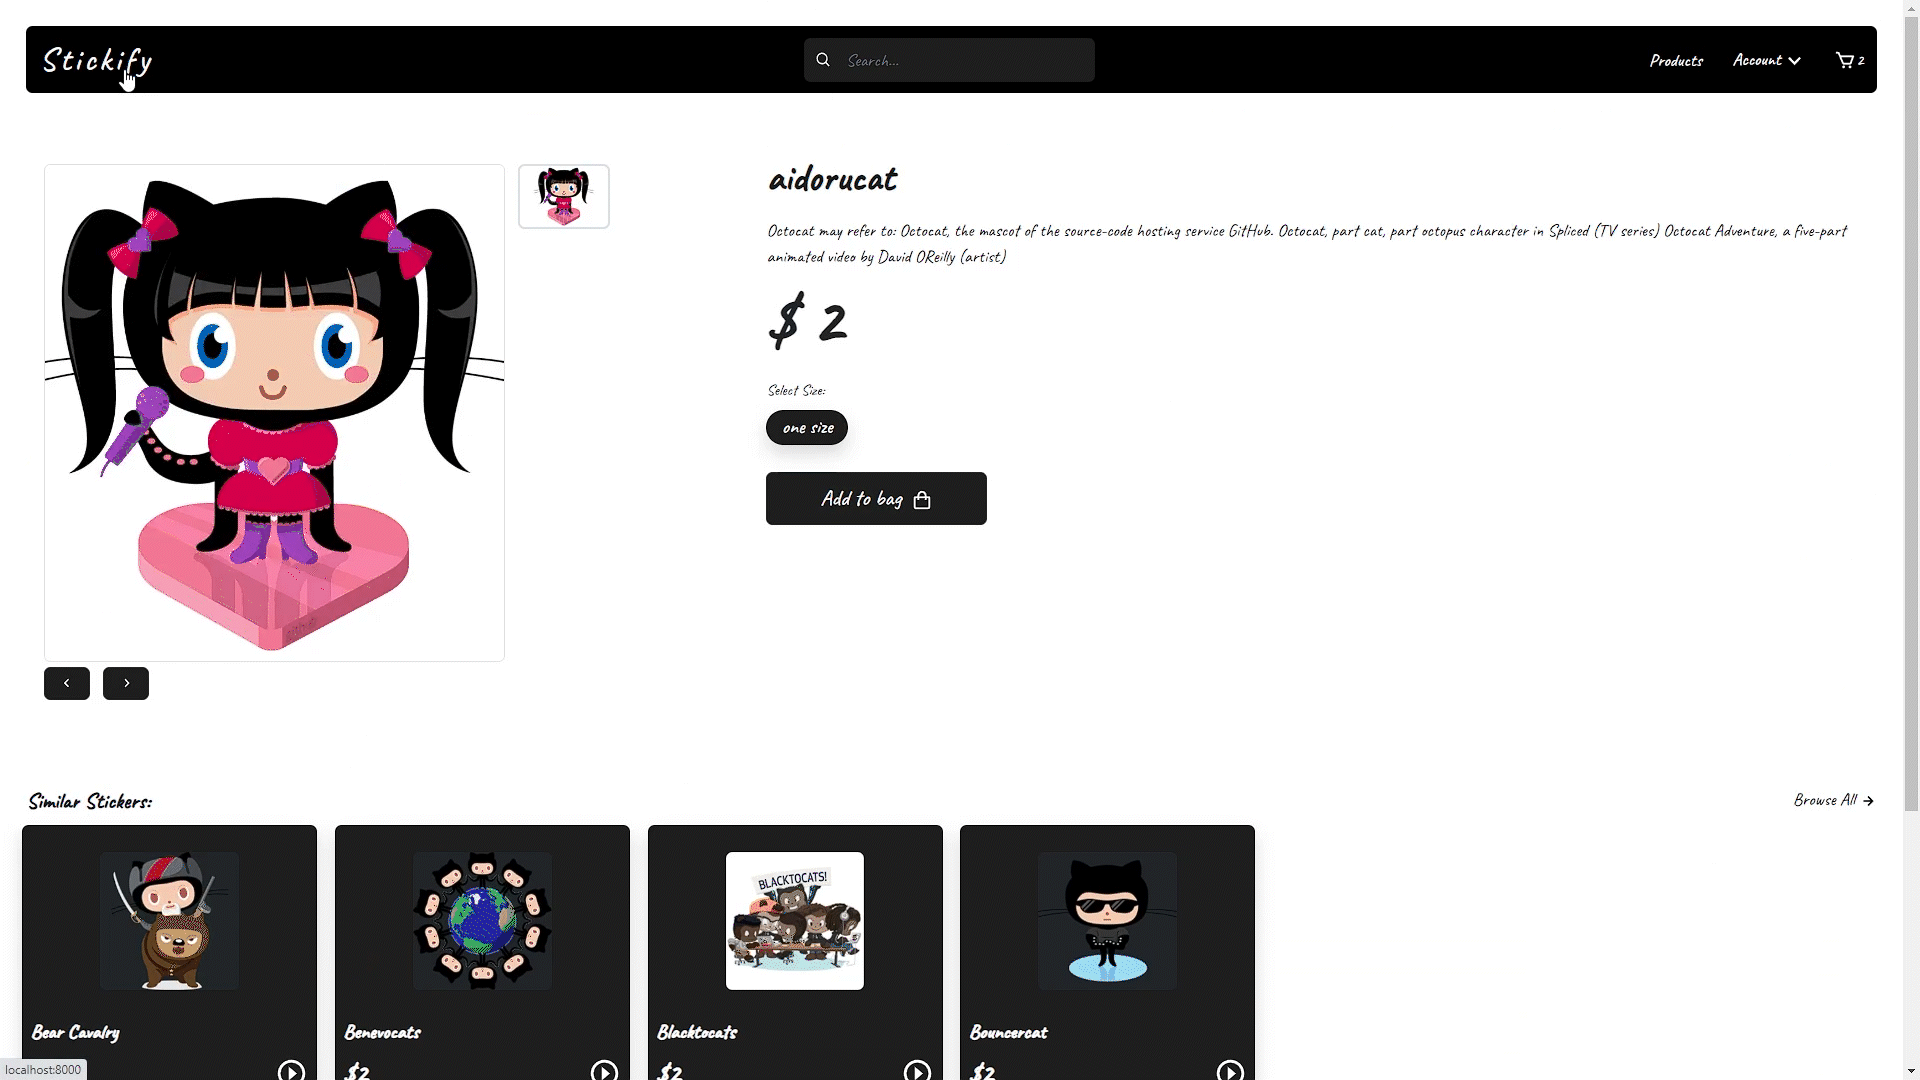 Stickify
Search...
Products
Account
2
aidorucat
Octocat may refer to: Octocat, the mascot of the source-code hosting service GitHub. Octocat, part cat, part octopus character in Spliced (TV series) Octocat Adventure, a five-part
animated video by David OReilly (artist)
$ 2
Select Size:
one size
Add to bag
Similar Stickers:
Browse All
BLACKTOCATS!
Bear Cavalry
Benevocats
Blacktocats
Bouncercat
$2
$2
$2
localhost:8000